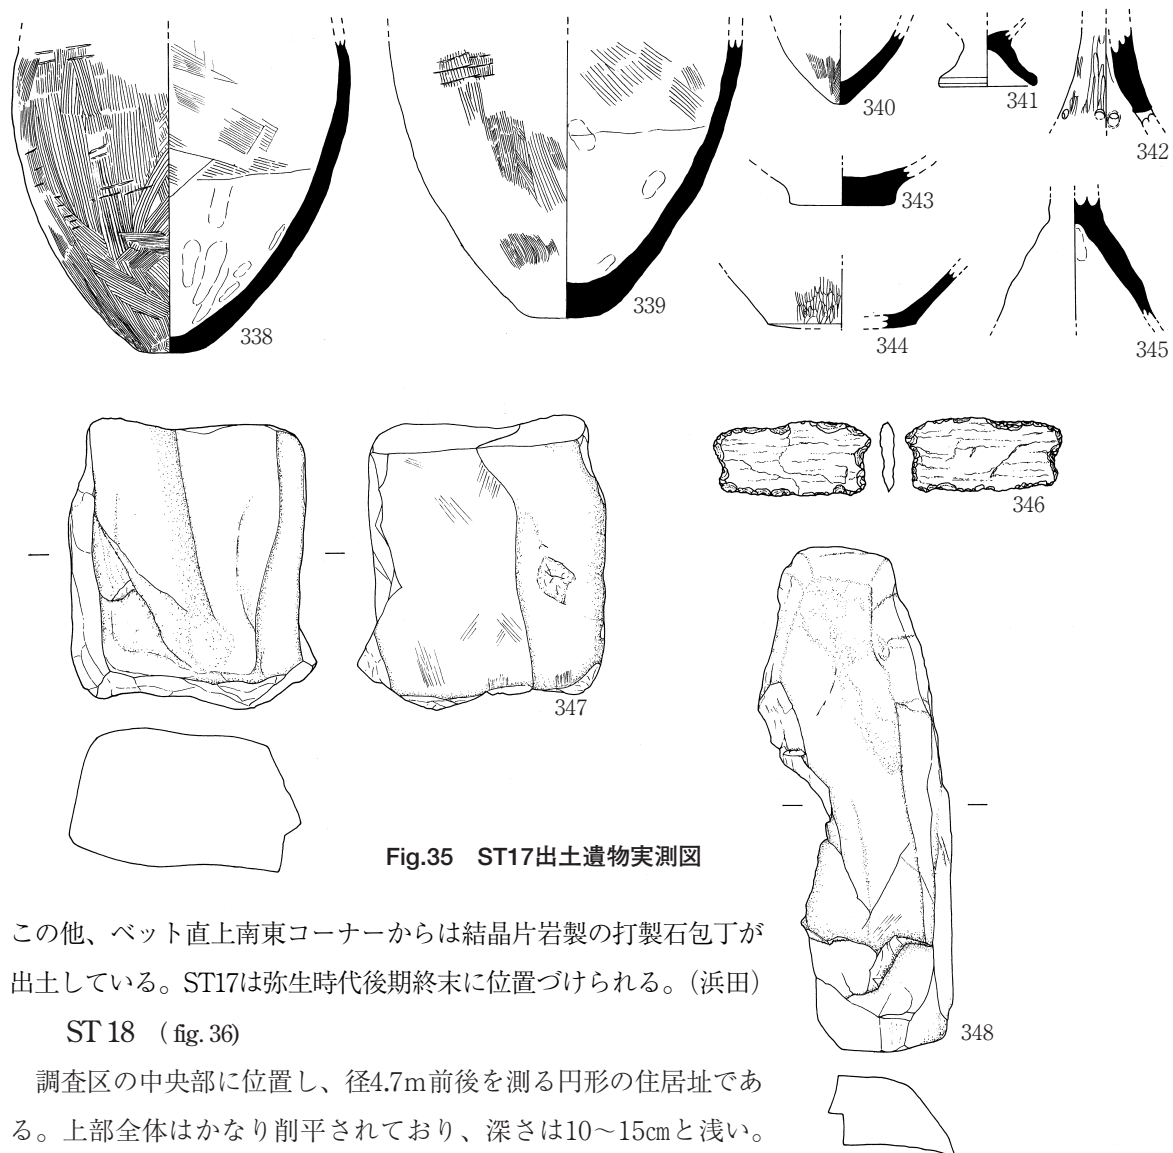 338
339
340
341
342
343
344
345
346
347
348
Fig.35　ST17出土遺物実測図
この他、ベット直上南東コーナーからは結晶片岩製の打製石包丁が
出土している。ST17は弥生時代後期終末に位置づけられる。（浜田）
ST 18　（fig. 36)
調査区の中央部に位置し、径4.7m前後を測る円形の住居址であ
る。上部全体はかなり削平されており、深さは10～15㎝と浅い。